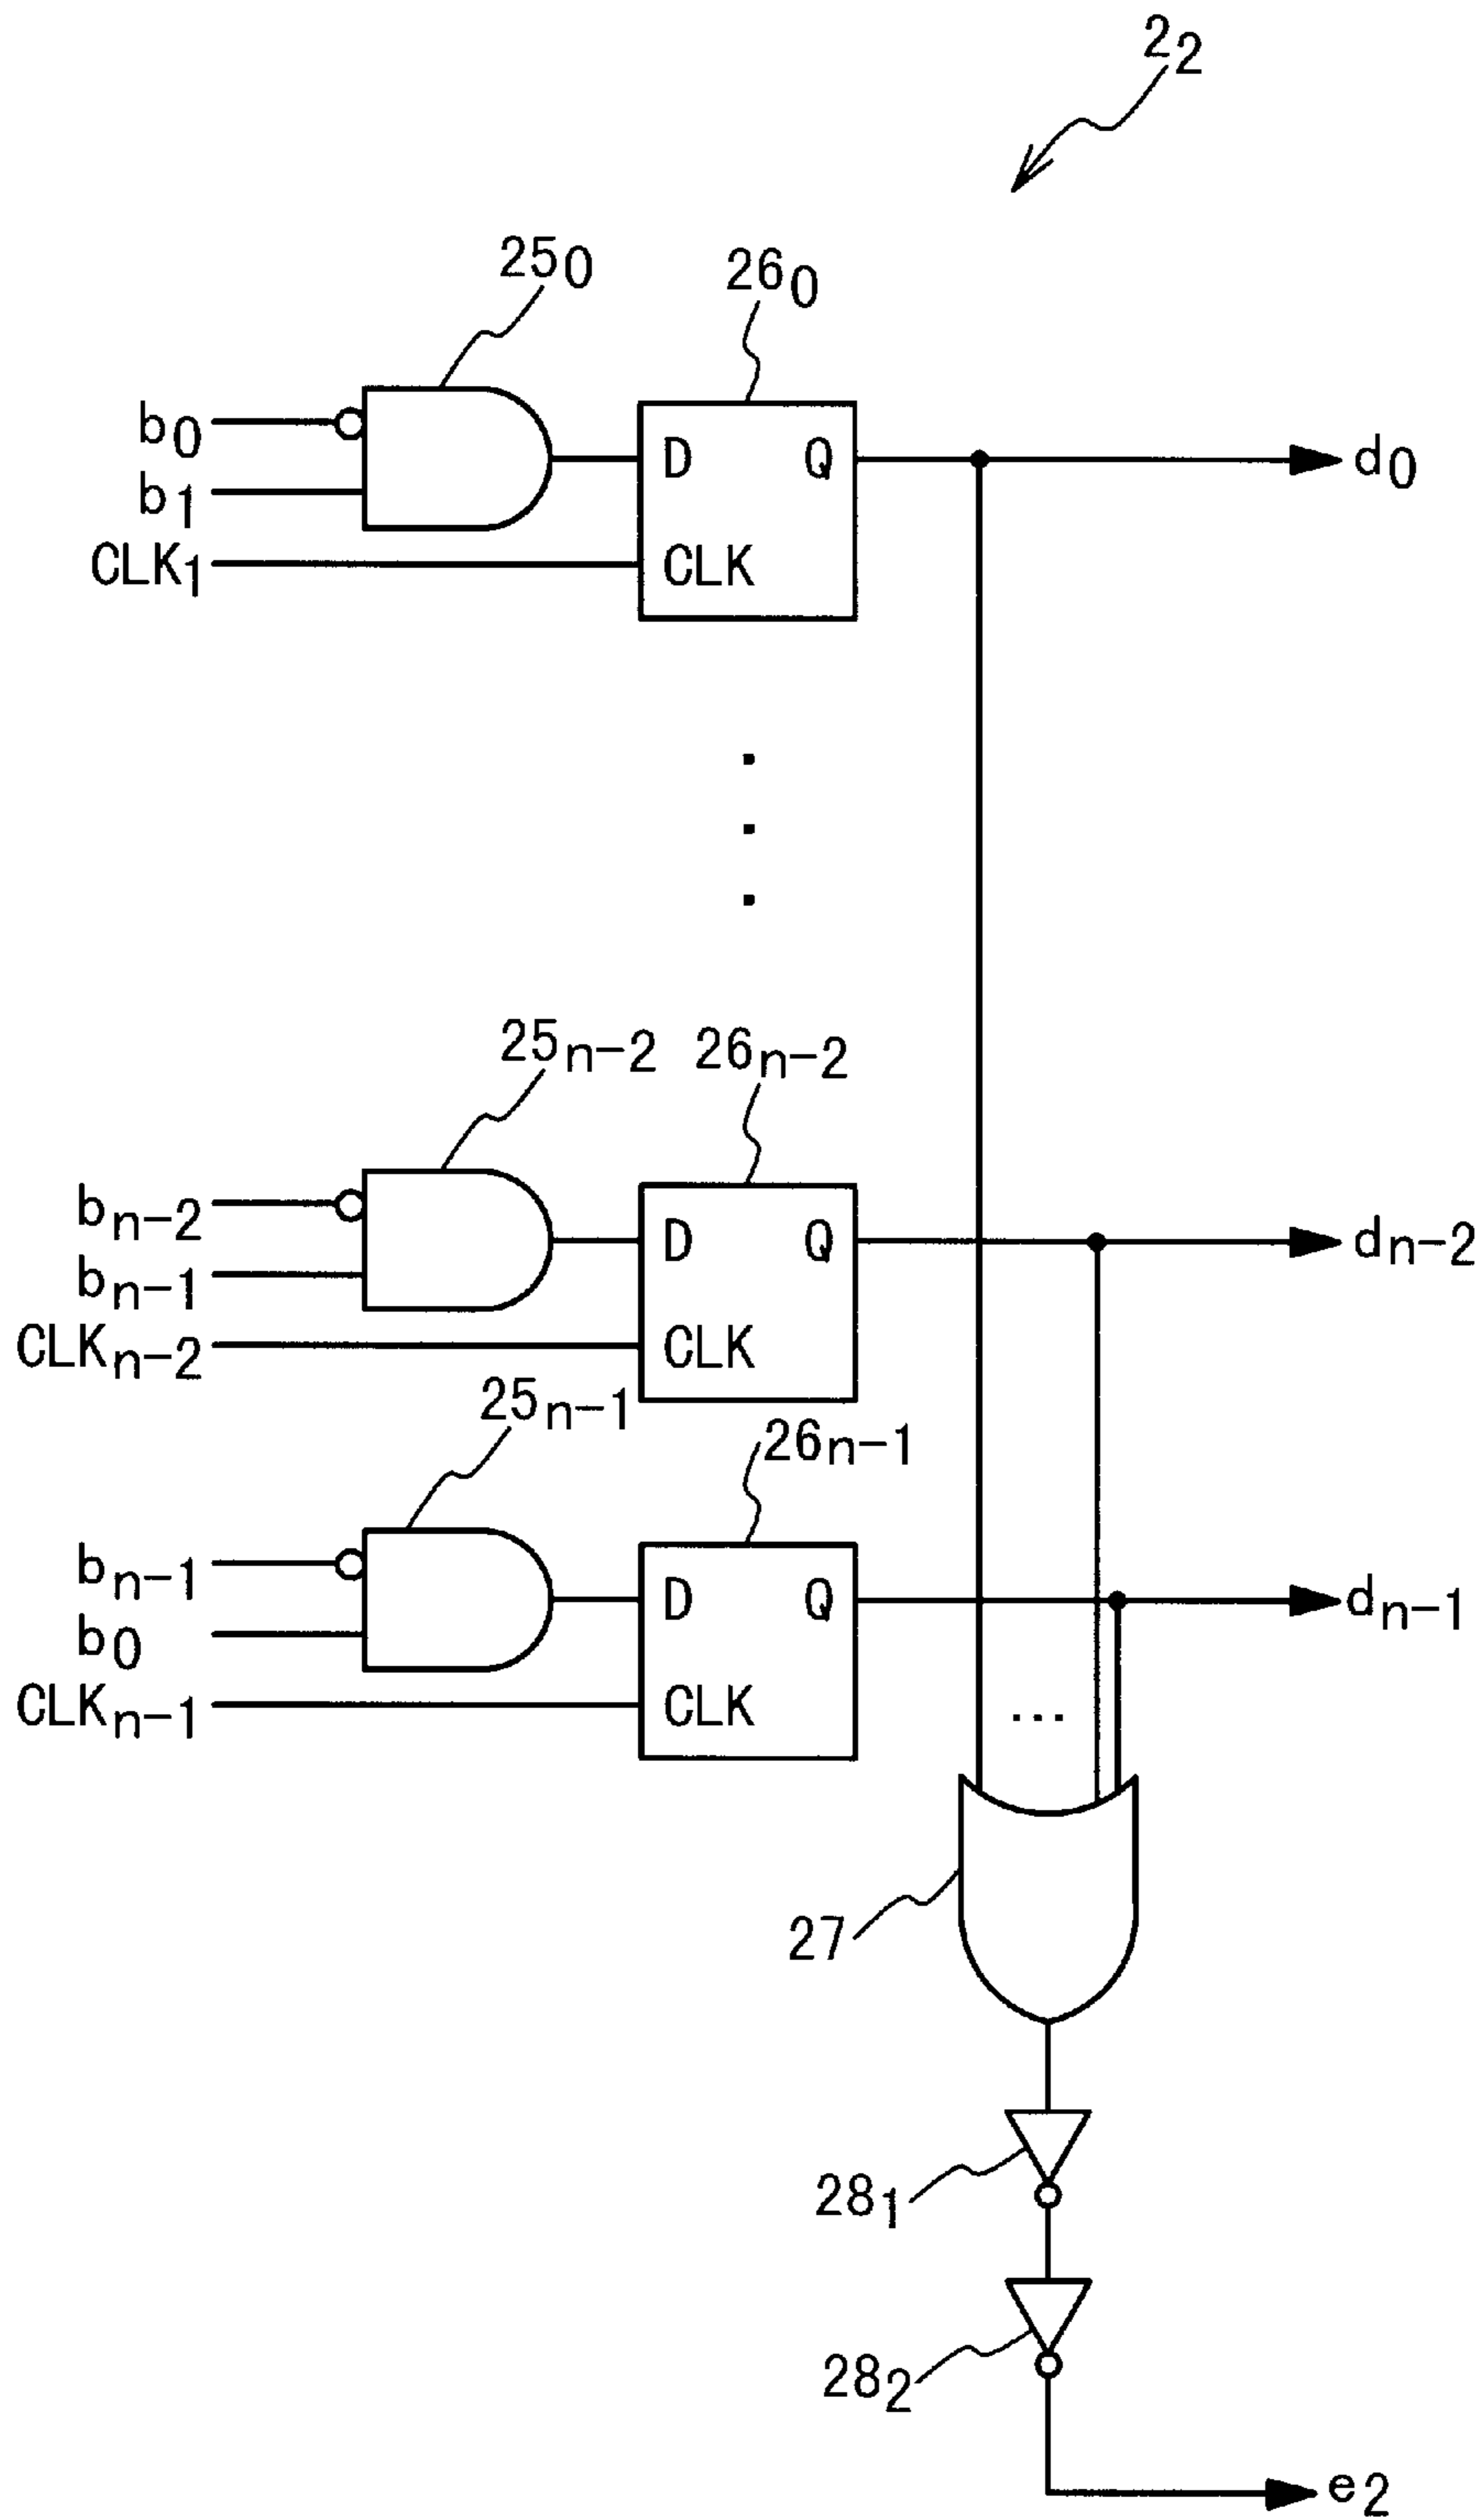 2₂
25₀ 26₀
b₀ D Q d₀
b₁
CLK₁ CLK
25ₙ₋₂ 26ₙ₋₂
bₙ₋₂ D Q dₙ₋₂
bₙ₋₁
CLKₙ₋₂ CLK
25ₙ₋₁ 26ₙ₋₁
bₙ₋₁ D Q dₙ₋₁
b₀
CLKₙ₋₁ CLK
...
27
28₁
28₂
e₂